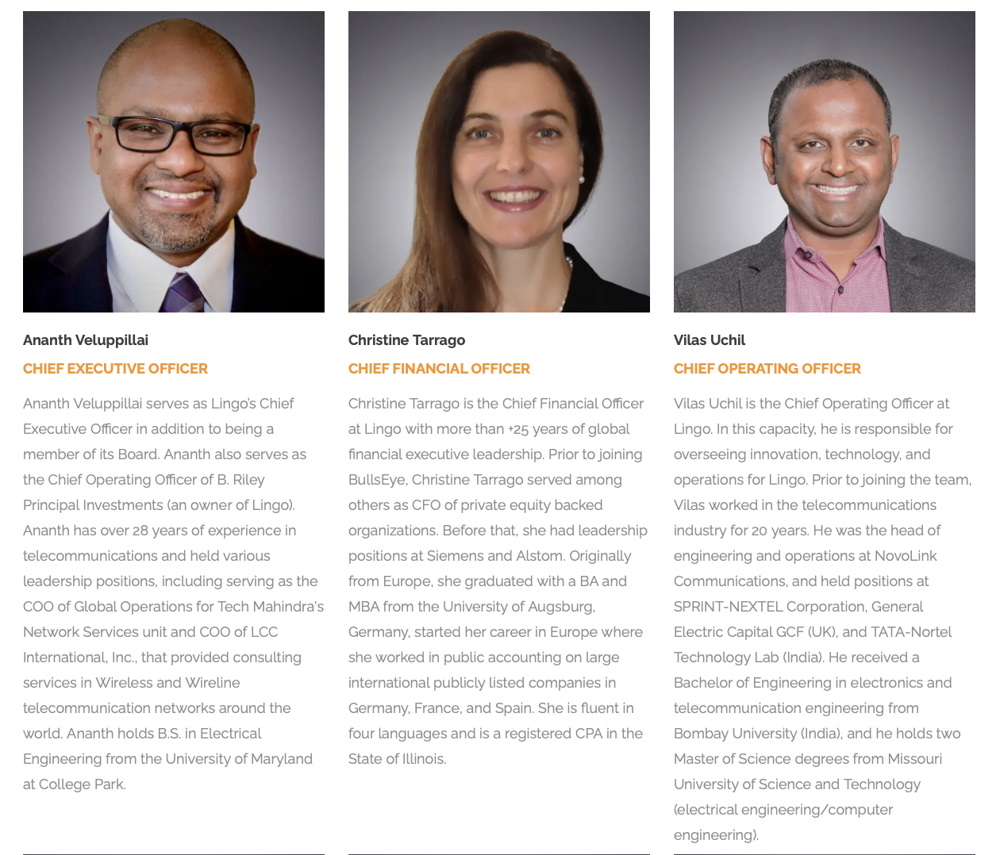 Ananth Veluppillai
CHIEF EXECUTIVE OFFICER
Ananth Veluppillai serves as Lingo's Chief
Executive Officer in addition to being a
member of its Board. Ananth also serves as
the Chief Operating Officer of B. Riley
Principal Investments (an owner of Lingo).
Ananth has over 28 years of experience in
telecommunications and held various
leadership positions, including serving as the
COO of Global Operations for Tech Mahindra's
Network Services unit and COO of LCC
International, Inc., that provided consulting
services in Wireless and Wireline
telecommunication networks around the
world. Ananth holds B.S. in Electrical
Engineering from the University of Maryland
at College Park.
Christine Tarrago
CHIEF FINANCIAL OFFICER
Christine Tarrago is the Chief Financial Officer
at Lingo with more than +25 years of global
financial executive leadership. Prior to joining
BullsEye, Christine Tarrago served among
others as CFO of private equity backed
organizations. Before that, she had leadership
positions at Siemens and Alstom. Originally
from Europe, she graduated with a BA and
MBA from the University of Augsburg,
Germany, started her career in Europe where
she worked in public accounting on large
international publicly listed companies in
Germany, France, and Spain. She is fluent in
four languages and is a registered CPA in the
State of Illinois.
Vilas Uchil
CHIEF OPERATING OFFICER
Vilas Uchil is the Chief Operating Officer at
Lingo. In this capacity, he is responsible for
overseeing innovation, technology, and
operations for Lingo. Prior to joining the team,
Vilas worked in the telecommunications
industry for 20 years. He was the head of
engineering and operations at NovoLink
Communications, and held positions at
SPRINT-NEXTEL Corporation, General
Electric Capital GCF (UK), and TATA-Nortel
Technology Lab (India). He received a
Bachelor of Engineering in electronics and
telecommunication engineering from
Bombay University (India), and he holds two
Master of Science degrees from Missouri
University of Science and Technology
(electrical engineering/computer
engineering).